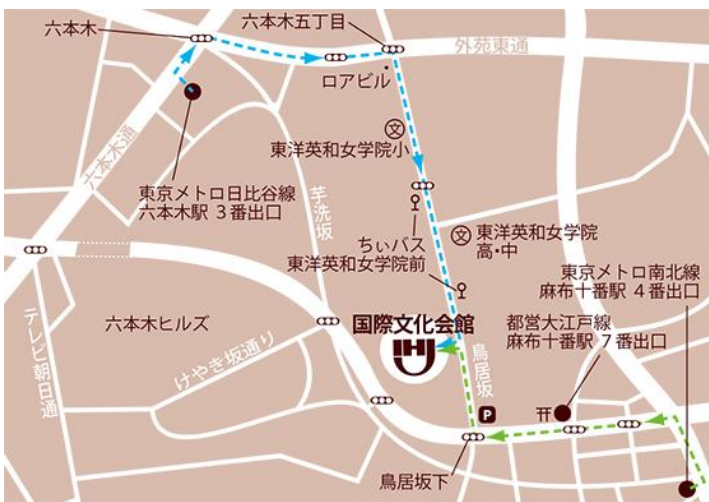 六本木
六本木五丁目
外苑東通
ロアビル
文
東洋英和女学院小
六本木通
東京メトロ日比谷線
六本木駅 3番出口
芋洗坂
ちぃバス
東洋英和女学院前
文
東洋英和女学院
高・中
東京メトロ南北線
麻布十番駅 4番出口
都営大江戸線
麻布十番駅 7番出口
六本木ヒルズ
テレビ朝日通
けやき坂通り
国際文化会館
IHJ
鳥居坂
P
鳥居坂下